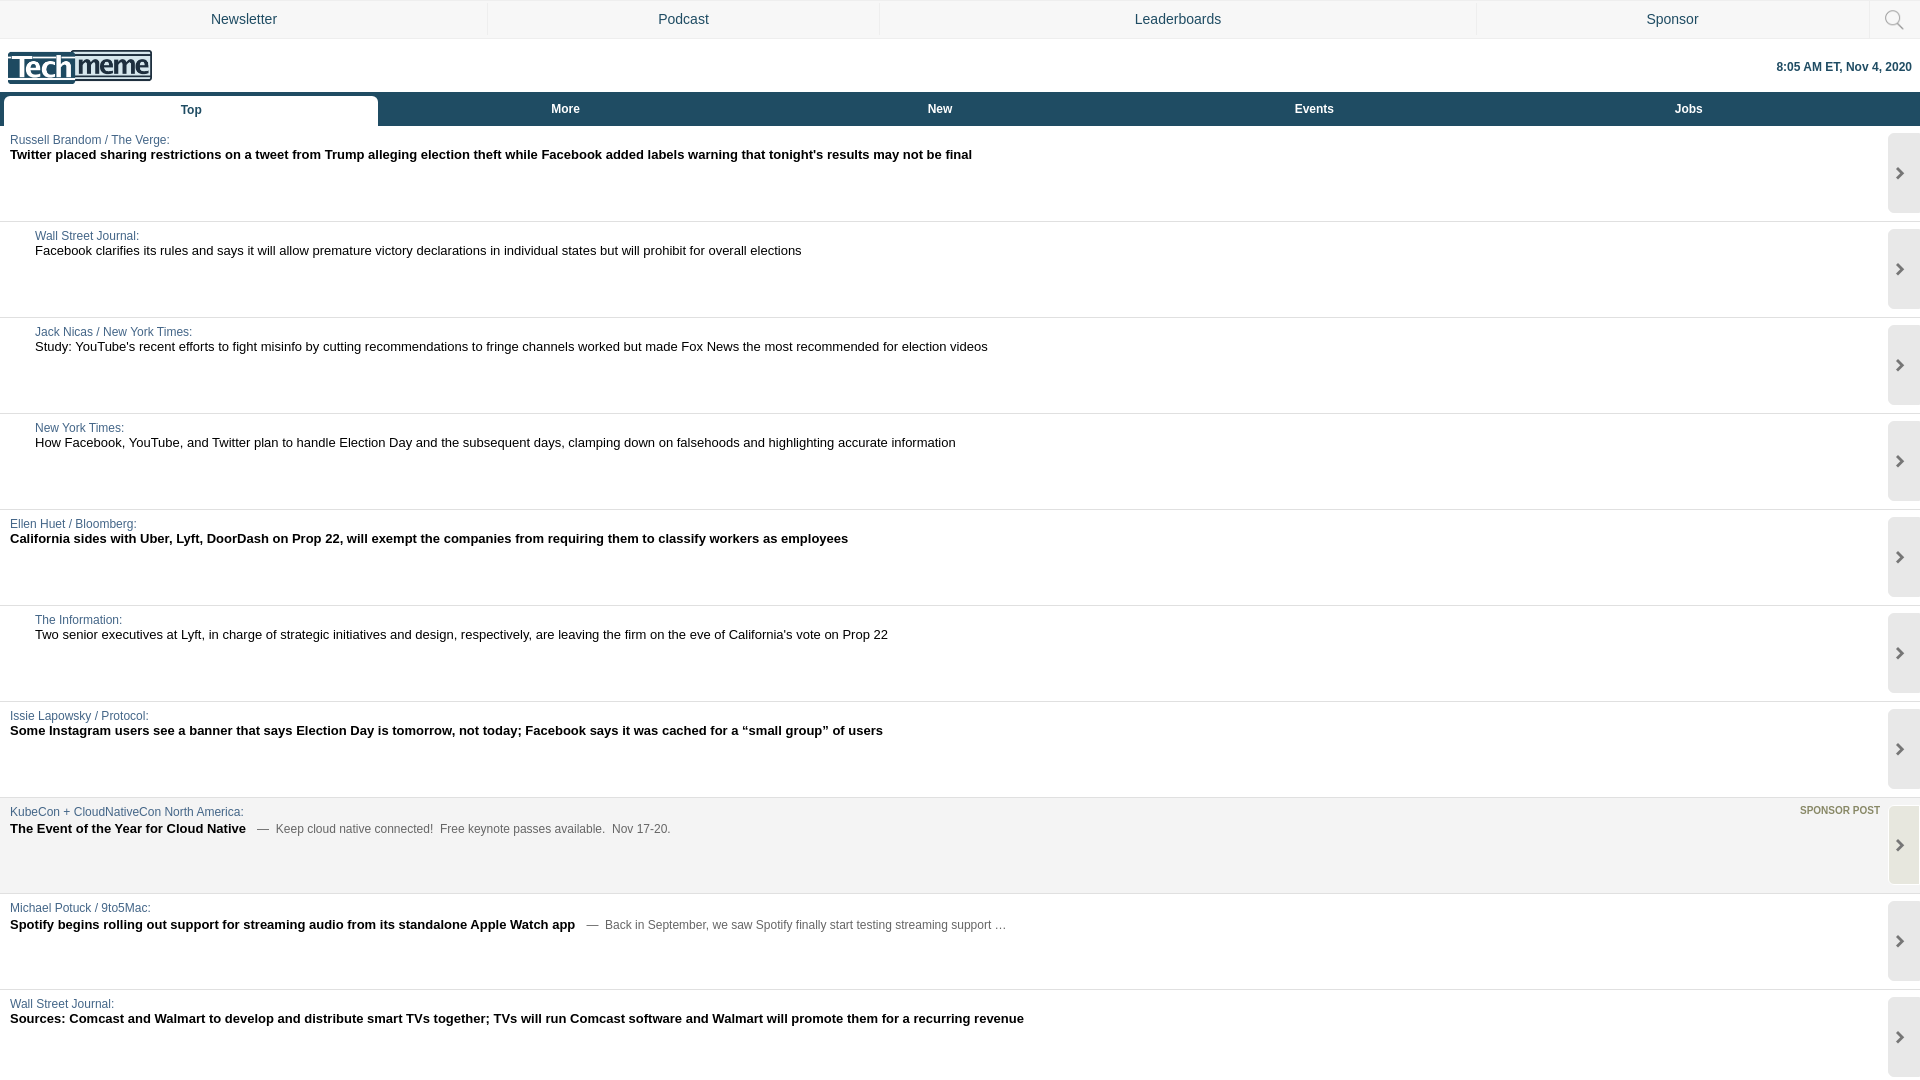 Newsletter
Podcast
Leaderboards
Sponsor
Techmeme
8:05 AM ET, Nov 4, 2020
Top
More
New
Events
Jobs
Russell Brandom / The Verge:
Twitter placed sharing restrictions on a tweet from Trump alleging election theft while Facebook added labels warning that tonight's results may not be final
Wall Street Journal:
Facebook clarifies its rules and says it will allow premature victory declarations in individual states but will prohibit for overall elections
Jack Nicas / New York Times:
Study: YouTube's recent efforts to fight misinfo by cutting recommendations to fringe channels worked but made Fox News the most recommended for election videos
New York Times:
How Facebook, YouTube, and Twitter plan to handle Election Day and the subsequent days, clamping down on falsehoods and highlighting accurate information
Ellen Huet / Bloomberg:
California sides with Uber, Lyft, DoorDash on Prop 22, will exempt the companies from requiring them to classify workers as employees
The Information:
Two senior executives at Lyft, in charge of strategic initiatives and design, respectively, are leaving the firm on the eve of California's vote on Prop 22
Issie Lapowsky / Protocol:
Some Instagram users see a banner that says Election Day is tomorrow, not today; Facebook says it was cached for a “small group” of users
KubeCon + CloudNativeCon North America:
SPONSOR POST
The Event of the Year for Cloud Native — Keep cloud native connected! Free keynote passes available. Nov 17-20.
Michael Potuck / 9to5Mac:
Spotify begins rolling out support for streaming audio from its standalone Apple Watch app — Back in September, we saw Spotify finally start testing streaming support …
Wall Street Journal:
Sources: Comcast and Walmart to develop and distribute smart TVs together; TVs will run Comcast software and Walmart will promote them for a recurring revenue